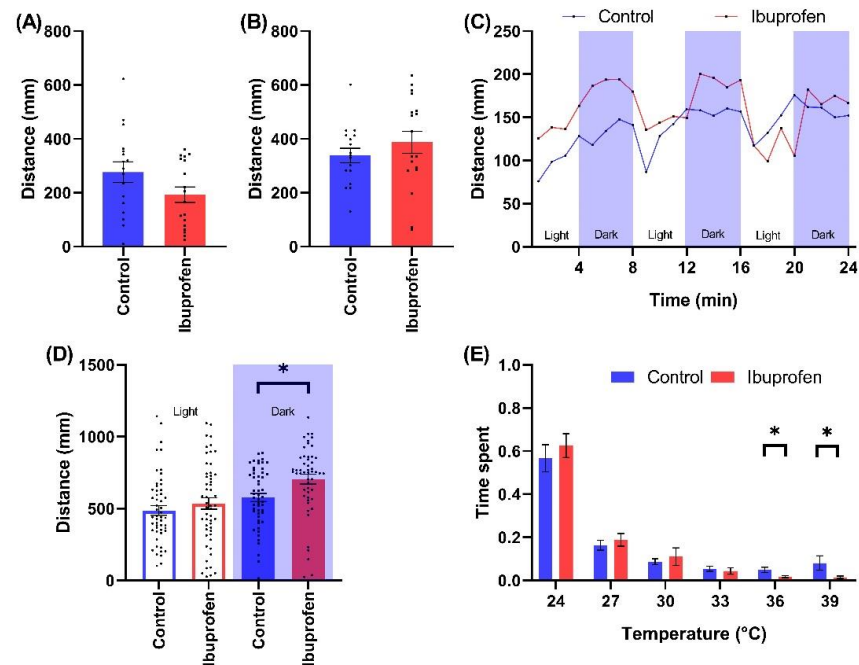 (A)
800
600
400
200
0
Distance (mm)
Control
Ibuprofen
(B)
800
600
400
200
0
Distance (mm)
Control
Ibuprofen
(C)
Control
Ibuprofen
250
200
150
100
50
0
Distance (mm)
Light
Dark
Light
Dark
Light
Dark
4 8 12 16 20 24
Time (min)
(D)
1500
1000
500
0
Distance (mm)
Light
Dark
*
Control
Ibuprofen
Control
Ibuprofen
(E)
Control
Ibuprofen
1.0
0.8
0.6
0.4
0.2
0.0
Time spent
*
*
24 27 30 33 36 39
Temperature (°C)